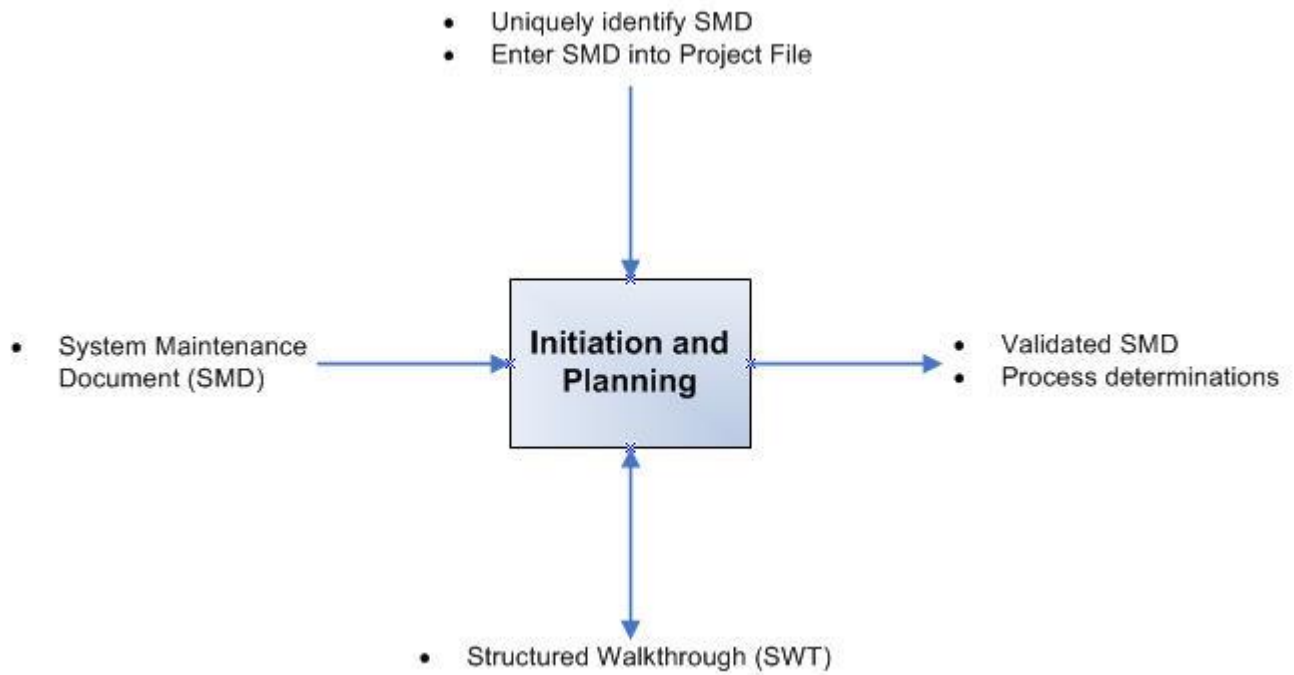 • Uniquely identify SMD
• Enter SMD into Project File
• System Maintenance
Document (SMD)
Initiation and
Planning
• Validated SMD
• Process determinations
• Structured Walkthrough (SWT)